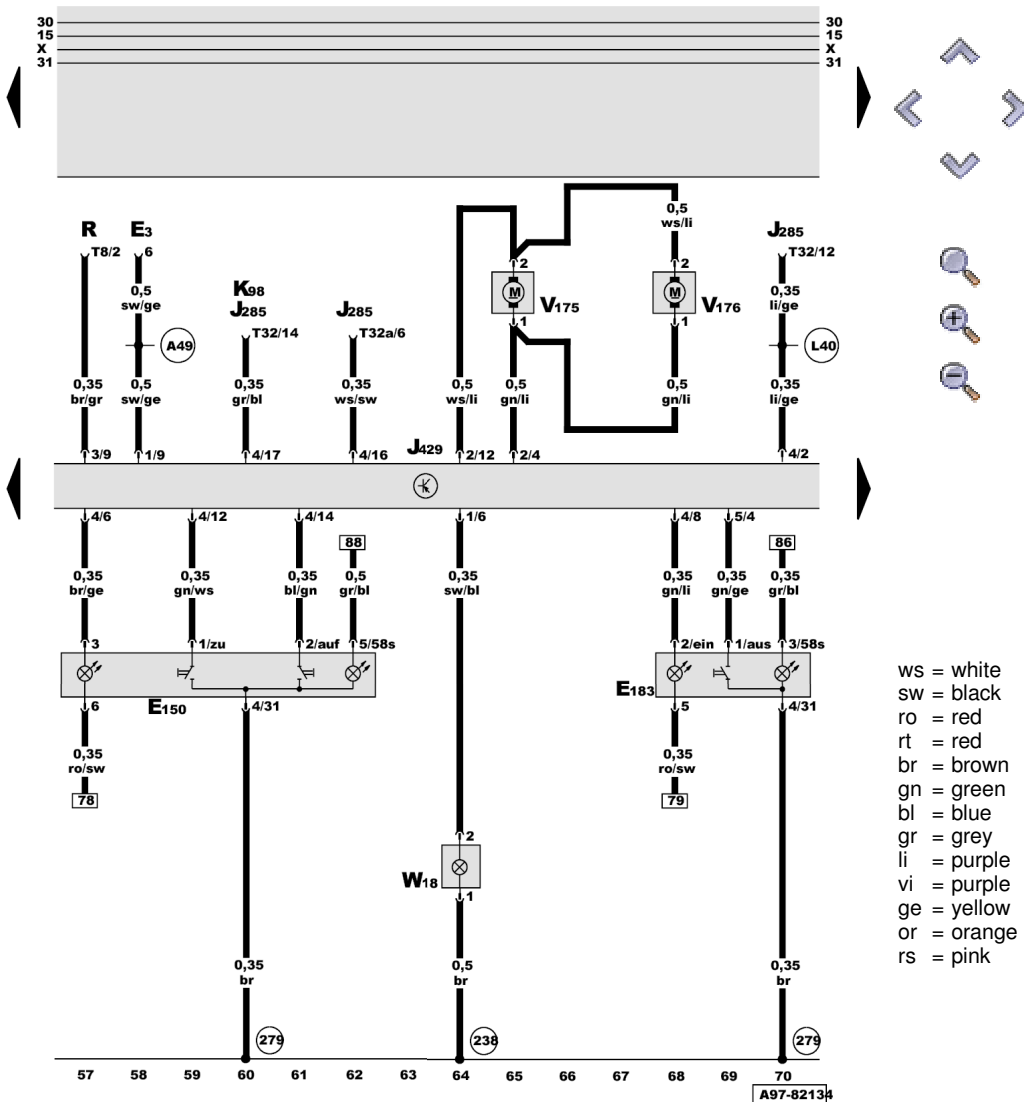 30 30
15 15
X X
31 31
R E3 J285
T8/2 6 T32/12
0,5
ws/li
2 2
K98
J285 J285
T32/14 T32a/6
M V175 M V176
1 1
0,5
sw/ge
0,35
li/ge
A49 L40
0,35 0,5 0,35 0,35 0,5 0,5 0,5 0,35
br/gr sw/ge gr/bl ws/sw ws/li gn/li gn/li li/ge
3/9 1/9 4/17 4/16 J429 2/12 2/4 4/2
4/6 4/12 4/14 1/6 4/8 5/4
88 86
0,35 0,35 0,35 0,5 0,35 0,35 0,35 0,35
br/ge gn/ws bl/gn gr/bl sw/bl gn/li gn/ge gr/bl
3 1/zu 2/auf 5/58s 2/ein 1/aus 3/58s
E150 E183
6 4/31 5 4/31
0,35 0,35
ro/sw ro/sw
78 79
2
W18
1
0,35 0,5 0,35
br br br
279 238 279
57 58 59 60 61 62 63 64 65 66 67 68 69 70
A97-82134
ws = white
sw = black
ro = red
rt = red
br = brown
gn = green
bl = blue
gr = grey
li = purple
vi = purple
ge = yellow
or = orange
rs = pink